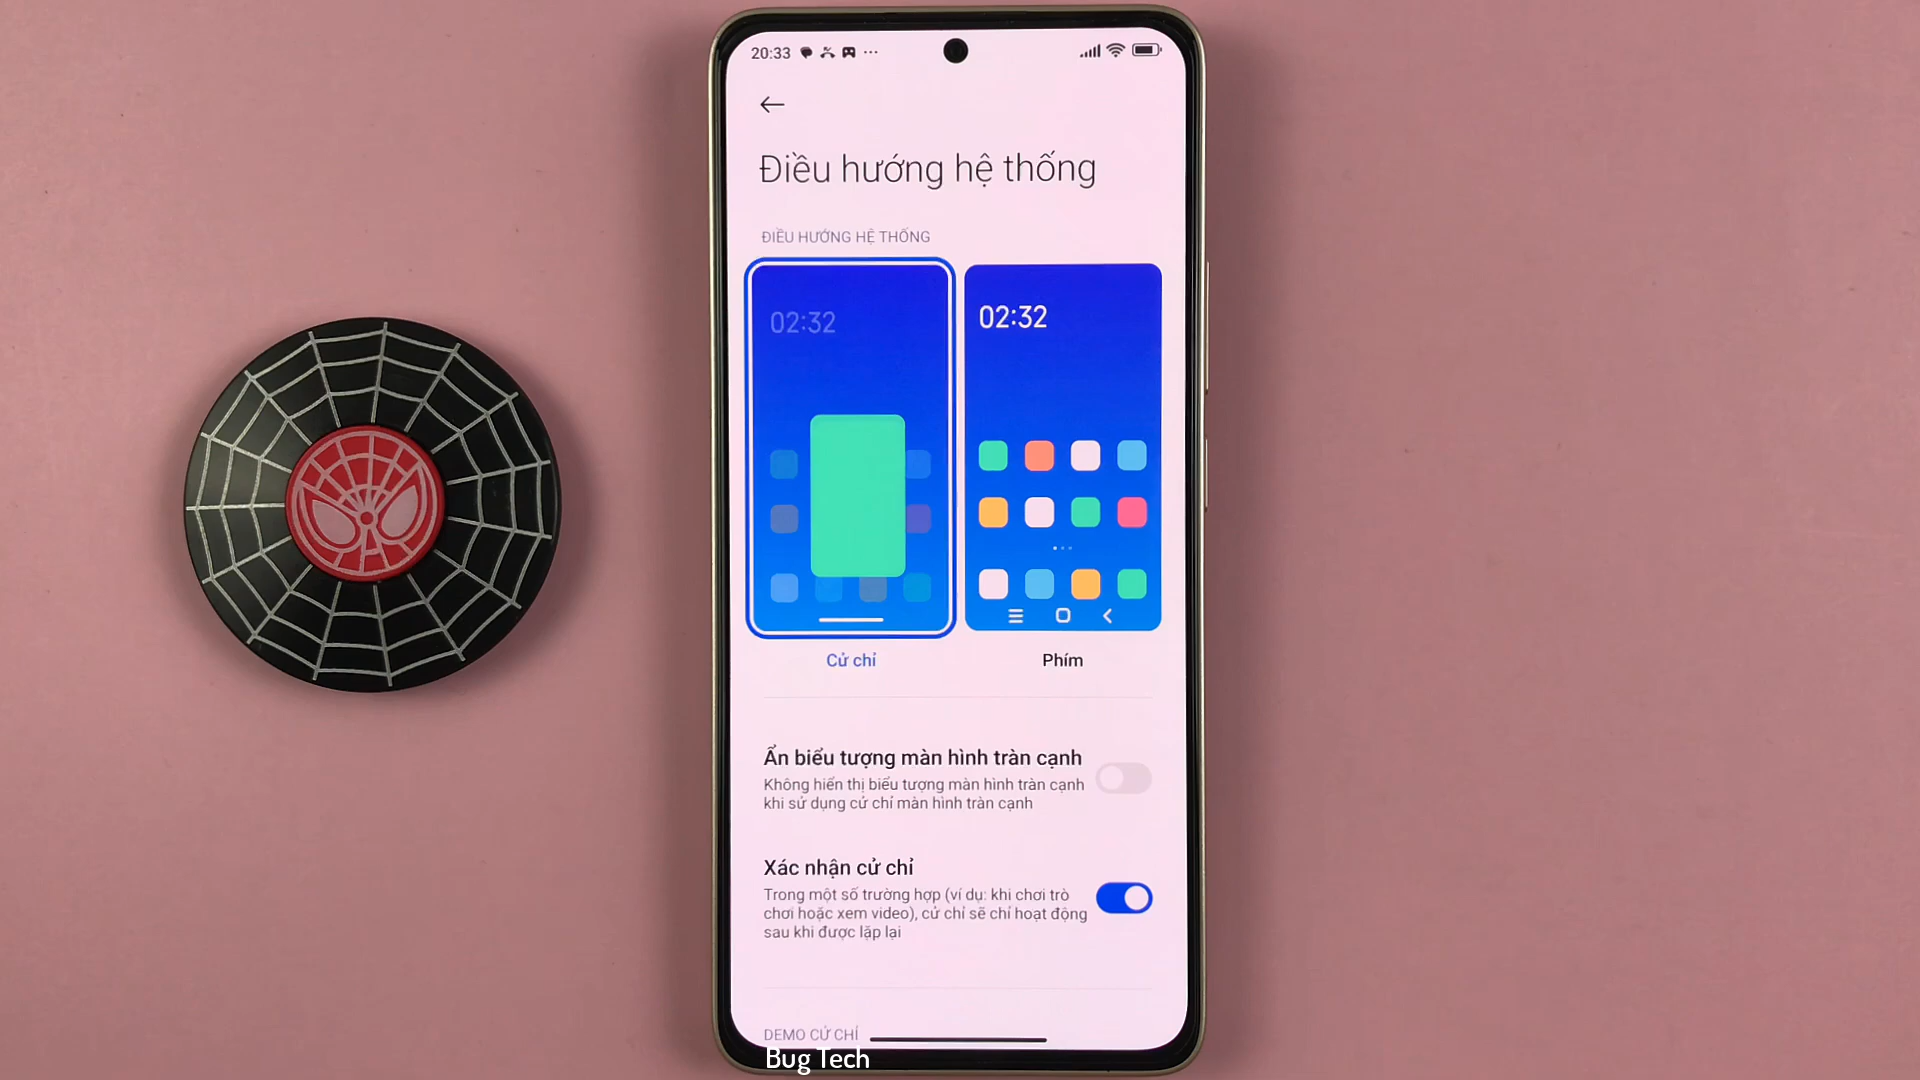 20:33
Điều hướng hệ thống
ĐIỀU HƯỚNG HỆ THỐNG
02:32
02:32
Cử chỉ
Phím
Ẩn biểu tượng màn hình tràn cạnh
Không hiển thị biểu tượng màn hình tràn cạnh
khi sử dụng cử chỉ màn hình tràn cạnh
Xác nhận cử chỉ
Trong một số trường hợp (ví dụ: khi chơi trò
chơi hoặc xem video), cử chỉ sẽ chỉ hoạt động
sau khi được lặp lại
DEMO CỬ CHỈ
Bug Tech